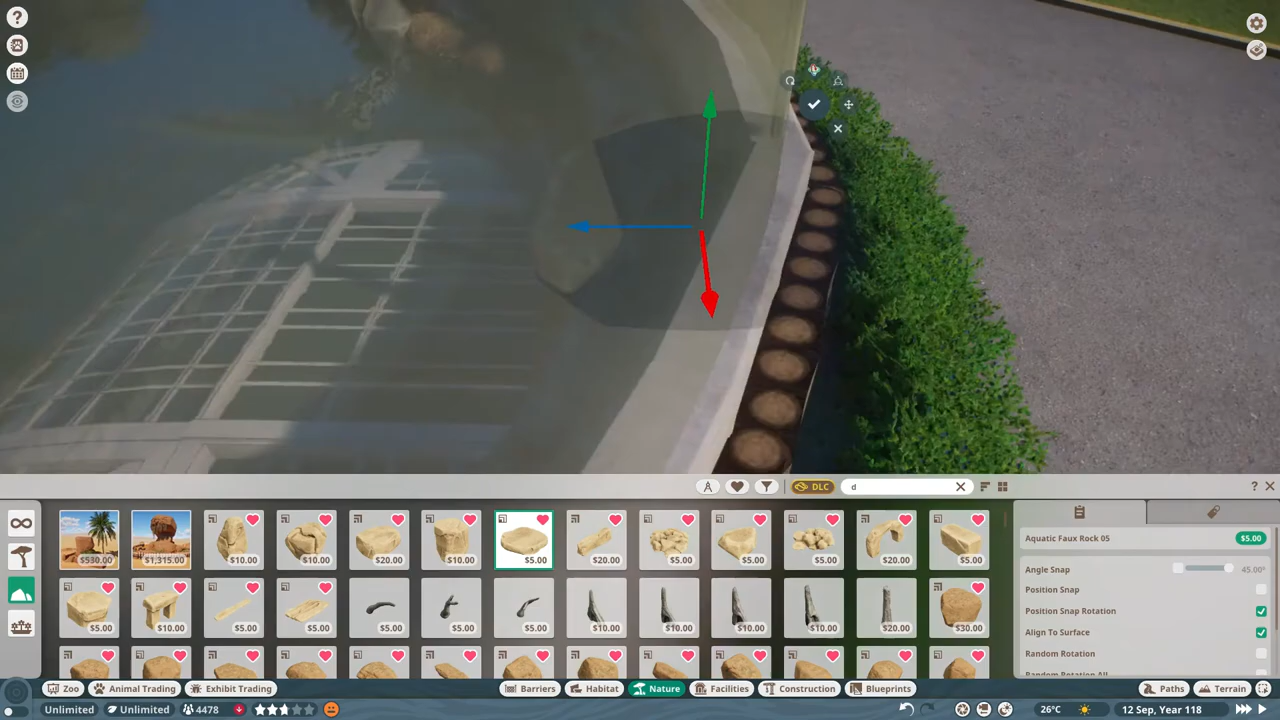 DLC
d
$530.00 $1,315.00 $10.00 $10.00 $20.00 $10.00 $5.00 $20.00 $5.00 $5.00 $5.00 $20.00 $5.00
$5.00 $10.00 $5.00 $5.00 $5.00 $5.00 $5.00 $10.00 $10.00 $10.00 $10.00 $20.00 $30.00
Aquatic Faux Rock 05 $5.00
Angle Snap 45.00°
Position Snap
Position Snap Rotation
Align To Surface
Random Rotation
Zoo Animal Trading Exhibit Trading Barriers Habitat Nature Facilities Construction Blueprints Paths Terrain
Unlimited Unlimited 4478 26°C 12 Sep, Year 118